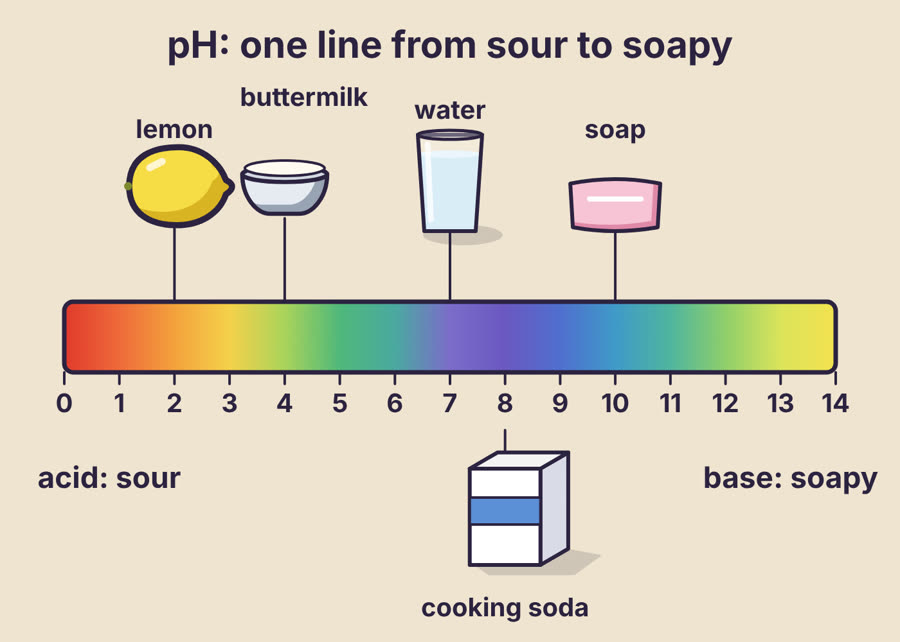 pH: one line from sour to soapy
buttermilk
water
lemon
soap
0 1 2 3 4 5 6 7 8 9 10 11 12 13 14
acid: sour
base: soapy
cooking soda